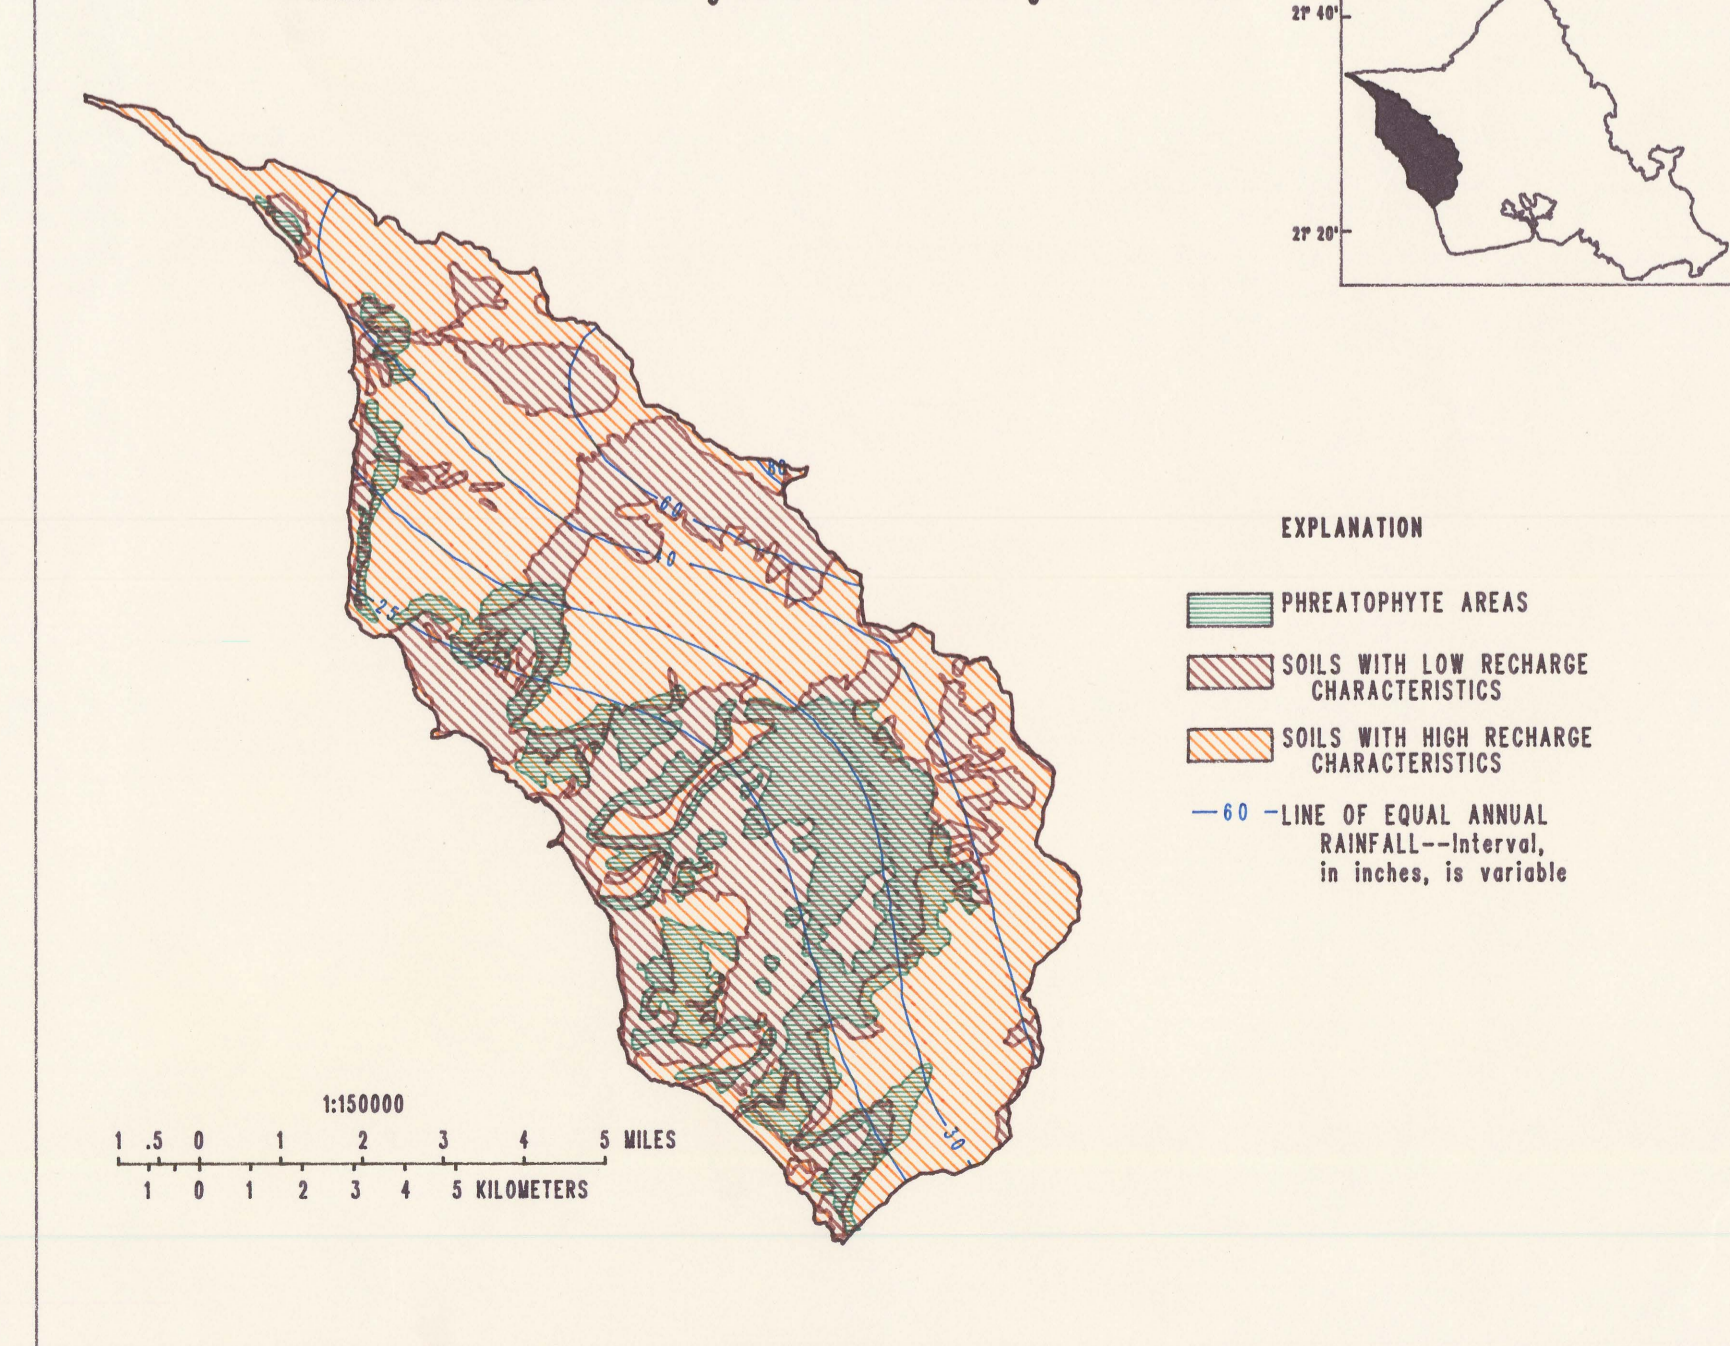 21° 40'
21° 20'
80
60
40
25
30
EXPLANATION
PHREATOPHYTE AREAS
SOILS WITH LOW RECHARGE
CHARACTERISTICS
SOILS WITH HIGH RECHARGE
CHARACTERISTICS
—60— LINE OF EQUAL ANNUAL
RAINFALL--Interval,
in inches, is variable
1:150000
1 .5 0 1 2 3 4 5 MILES
1 0 1 2 3 4 5 KILOMETERS